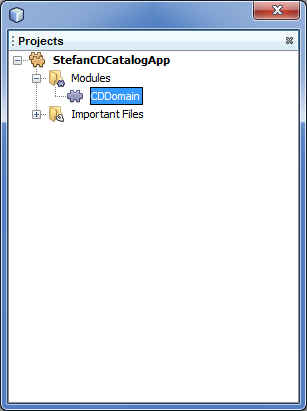 Projects
StefanCDCatalogApp
Modules
CDDomain
Important Files